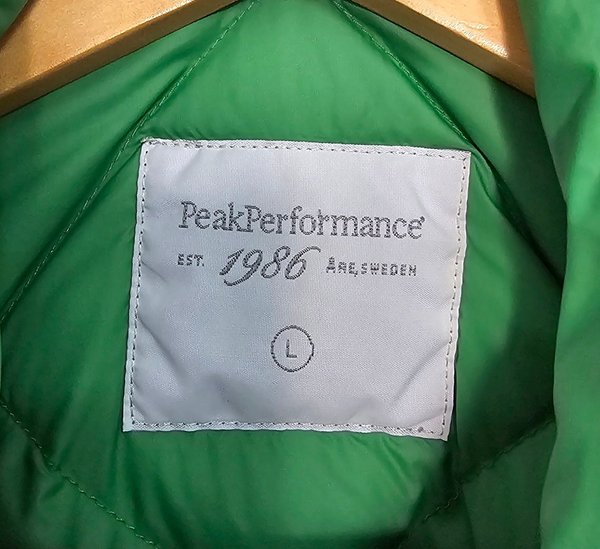 PeakPerformance
EST. 1986 ÅRE, SWEDEN
L